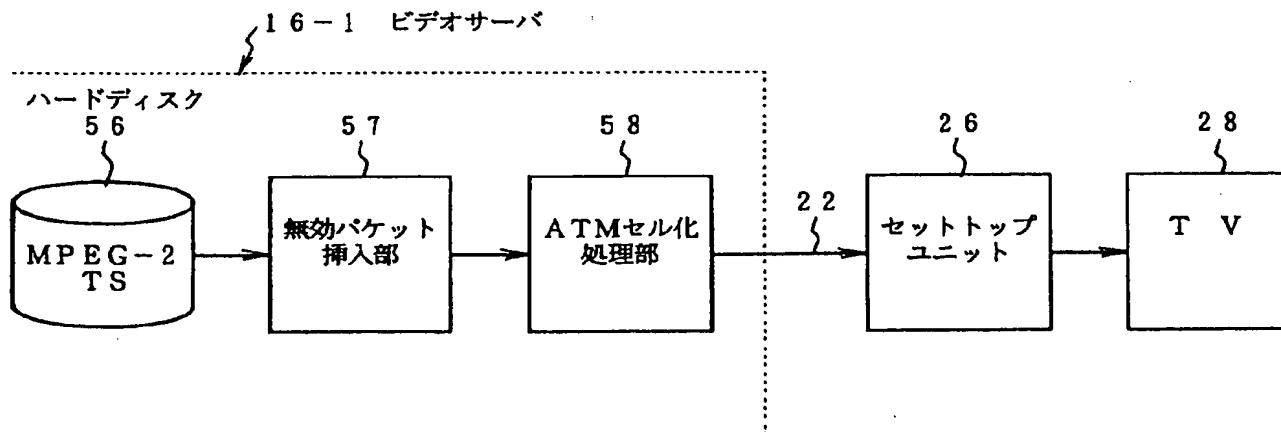 16-1 ビデオサーバ
ハードディスク
56
57
58
26
28
22
MPEG-2
TS
無効パケット
挿入部
ATMセル化
処理部
セットトップ
ユニット
T V